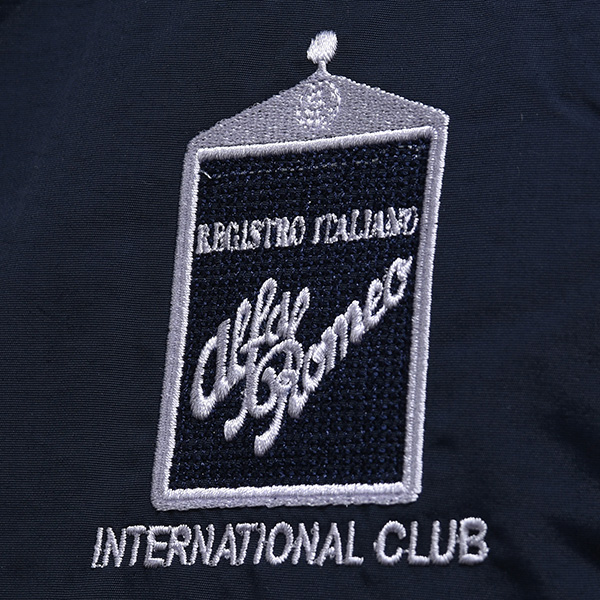 REGISTRO ITALIANO
Alfa Romeo
INTERNATIONAL CLUB